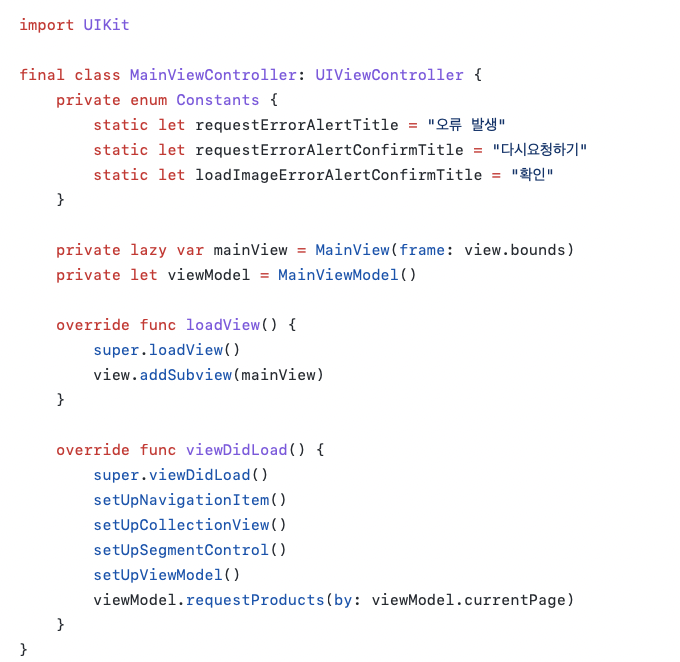 import UIKit

final class MainViewController: UIViewController {
    private enum Constants {
        static let requestErrorAlertTitle = "오류 발생"
        static let requestErrorAlertConfirmTitle = "다시요청하기"
        static let loadImageErrorAlertConfirmTitle = "확인"
    }

    private lazy var mainView = MainView(frame: view.bounds)
    private let viewModel = MainViewModel()

    override func loadView() {
        super.loadView()
        view.addSubview(mainView)
    }

    override func viewDidLoad() {
        super.viewDidLoad()
        setUpNavigationItem()
        setUpCollectionView()
        setUpSegmentControl()
        setUpViewModel()
        viewModel.requestProducts(by: viewModel.currentPage)
    }
}